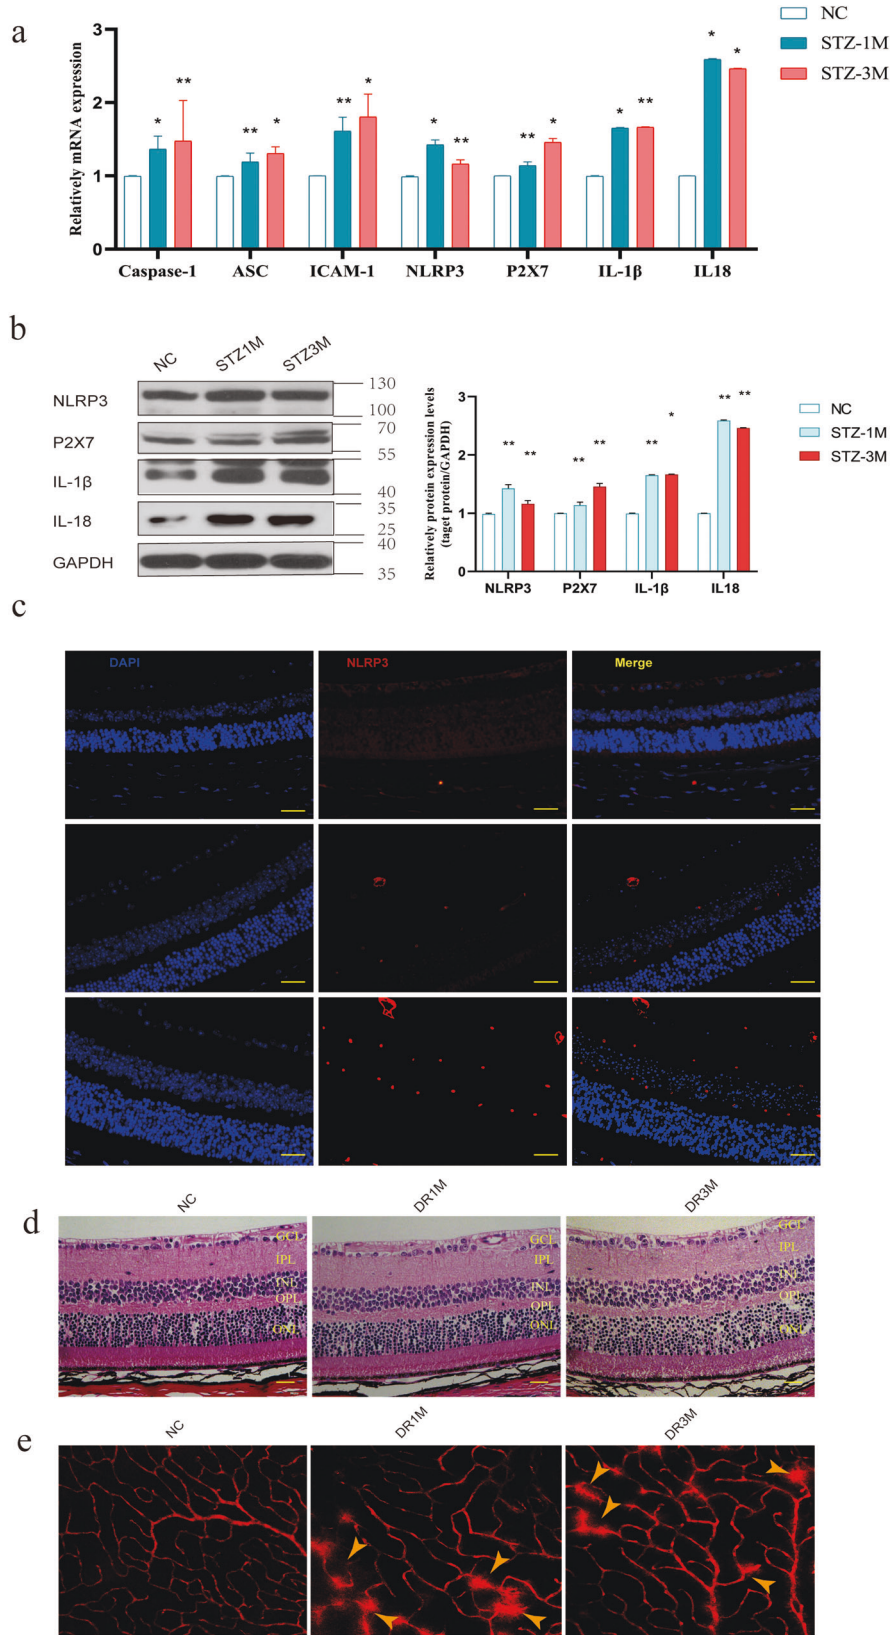 a
Relatively mRNA expression
3
2
1
0
* ** ** * ** * * ** ** * * ** * *
Caspase-1 ASC ICAM-1 NLRP3 P2X7 IL-1β IL18
NC
STZ-1M
STZ-3M
b
NC STZ1M STZ3M
NLRP3
P2X7
IL-1β
IL-18
GAPDH
130
100
70
55
40
35
25
40
35
Relatively protein expression levels
(taget protein/GAPDH)
3
2
1
0
** ** ** ** ** * ** **
NLRP3 P2X7 IL-1β IL18
NC
STZ-1M
STZ-3M
c
DAPI NLRP3 Merge
d
NC DR1M DR3M
GCL GCL GCL
IPL IPL IPL
INL INL INL
OPL OPL OPL
ONL ONL ONL
e
NC DR1M DR3M